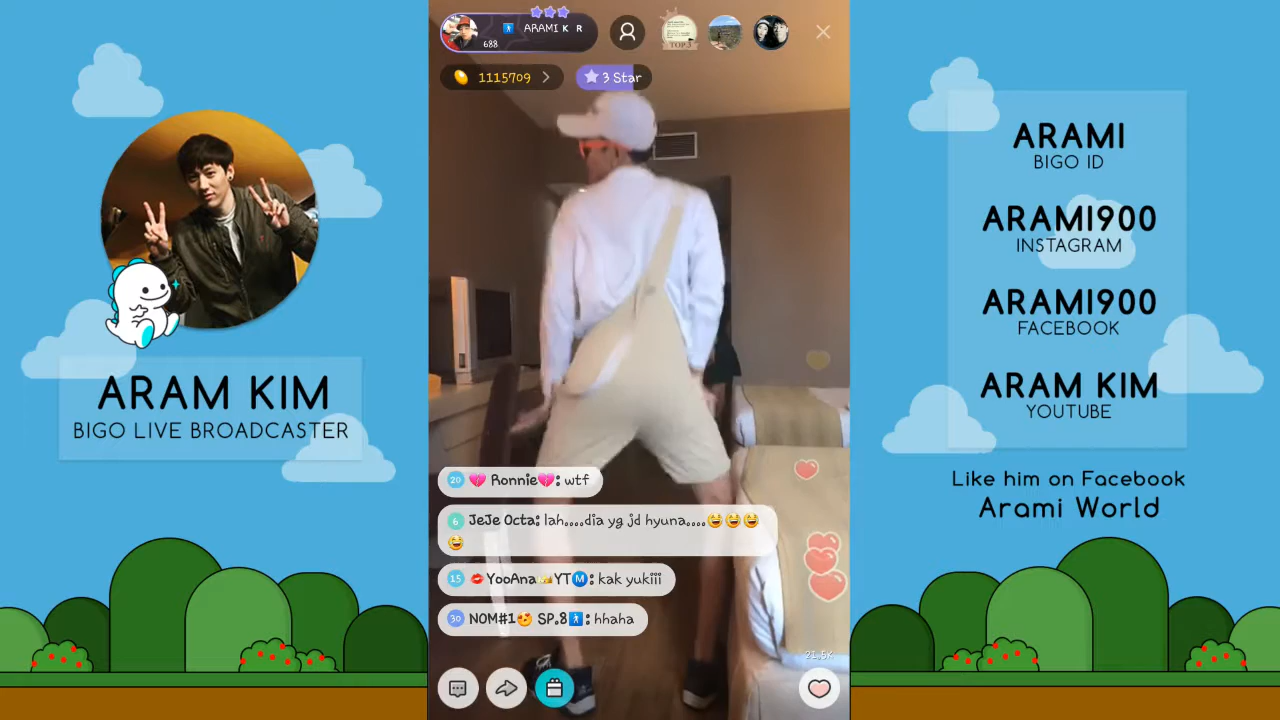 ARAM KIM
BIGO LIVE BROADCASTER
ARAMI K R
688
TOP.3
1115709
3 Star
20 Ronnie: wtf
6 JeJe Octa: lah....dia yg jd hyuna....
15 YooAna YT M: kak yukiii
30 NOM#1 SP.8: hhaha
21.5K
ARAMI
BIGO ID
ARAMI900
INSTAGRAM
ARAMI900
FACEBOOK
ARAM KIM
YOUTUBE
Like him on Facebook
Arami World